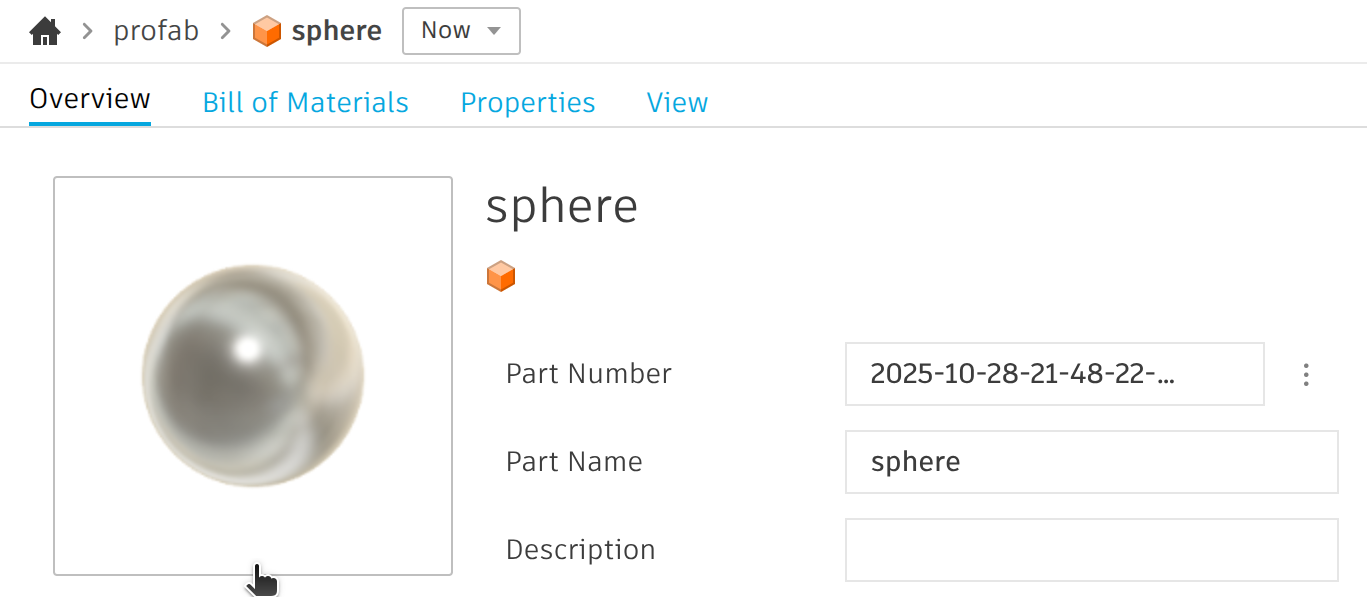 profab sphere Now
Overview Bill of Materials Properties View
sphere
Part Number 2025-10-28-21-48-22-...
Part Name sphere
Description